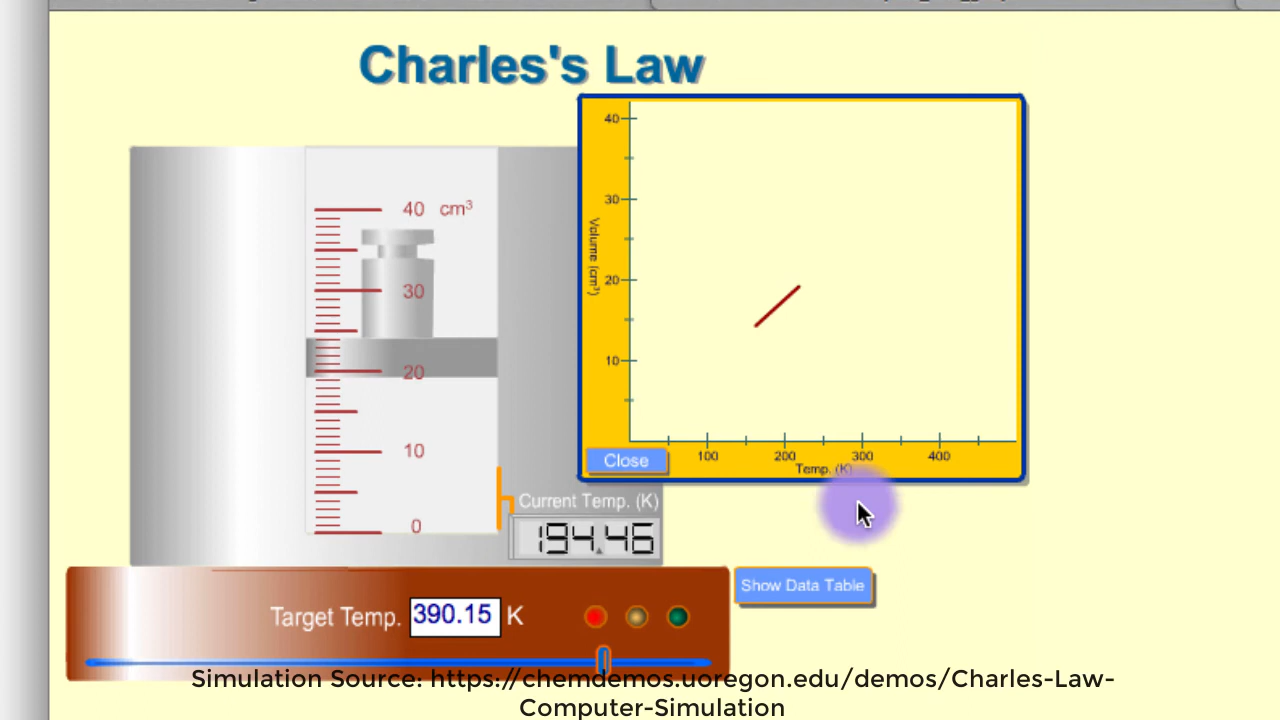 Charles's Law
40 cm³
30
20
10
0
40
30
20
10
Volume (cm³)
100 200 300 400
Temp. (K)
Close
Current Temp. (K)
194.46
Target Temp. 390.15 K
Show Data Table
Simulation Source: https://chemdemos.uoregon.edu/demos/Charles-Law-
Computer-Simulation